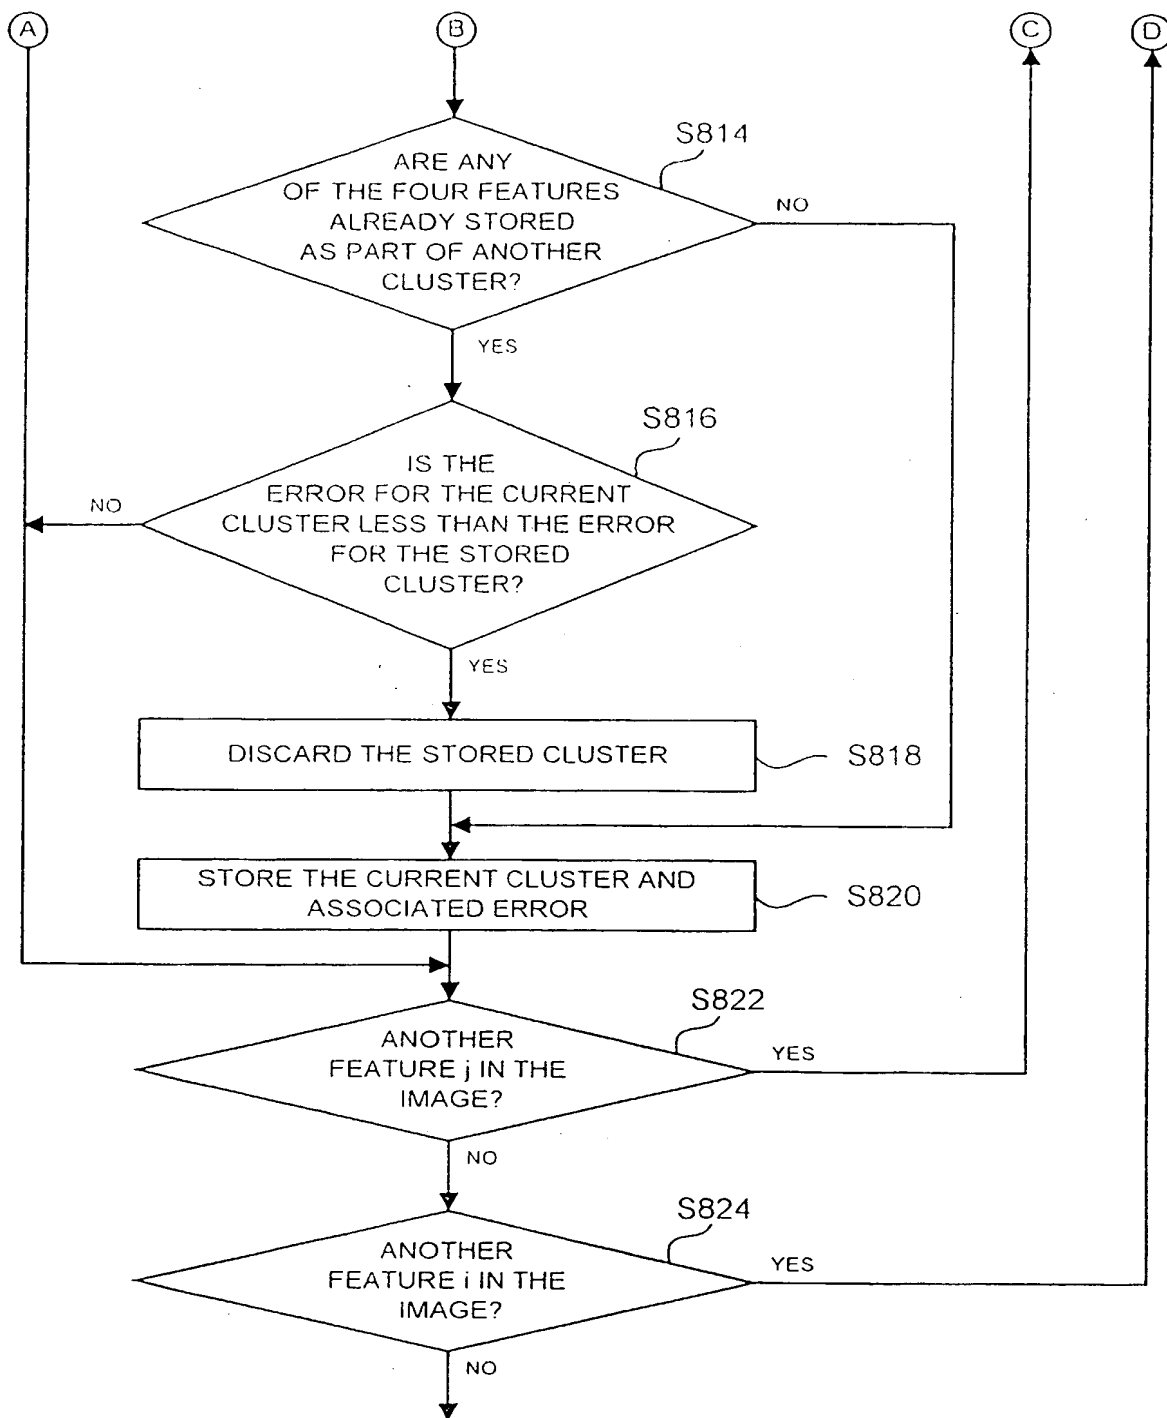 A
B
C
D
S814
ARE ANY
OF THE FOUR FEATURES
ALREADY STORED
AS PART OF ANOTHER
CLUSTER?
NO
YES
S816
IS THE
ERROR FOR THE CURRENT
CLUSTER LESS THAN THE ERROR
FOR THE STORED
CLUSTER?
NO
YES
DISCARD THE STORED CLUSTER
S818
STORE THE CURRENT CLUSTER AND
ASSOCIATED ERROR
S820
S822
ANOTHER
FEATURE j IN THE
IMAGE?
YES
NO
S824
ANOTHER
FEATURE i IN THE
IMAGE?
YES
NO